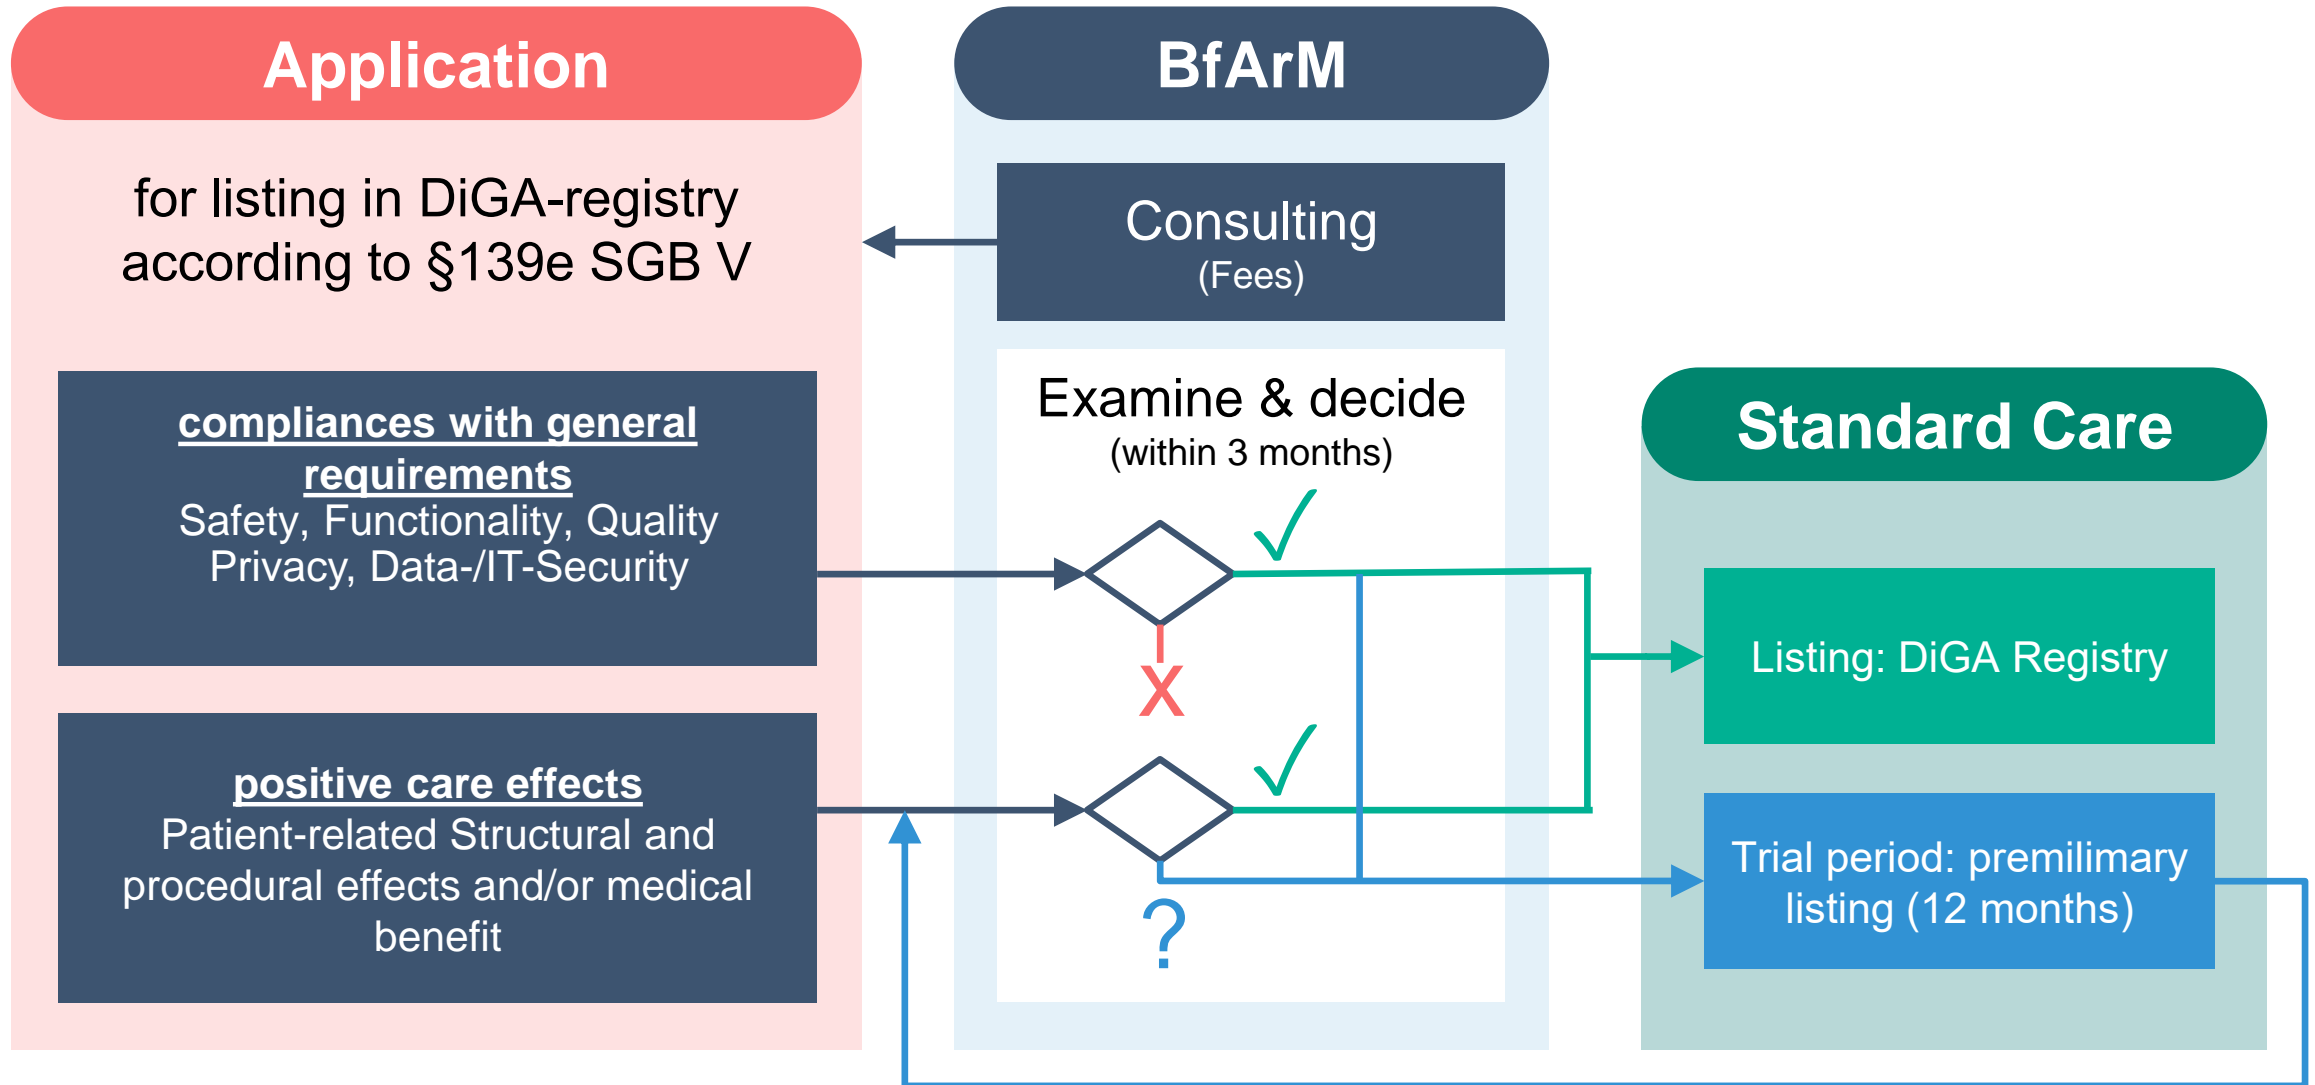 Application
for listing in DiGA-registry
according to §139e SGB V
compliances with general
requirements
Safety, Functionality, Quality
Privacy, Data-/IT-Security
positive care effects
Patient-related Structural and
procedural effects and/or medical
benefit
BfArM
Consulting
(Fees)
Examine & decide
(within 3 months)
x
?
Standard Care
Listing: DiGA Registry
Trial period: premilimary
listing (12 months)